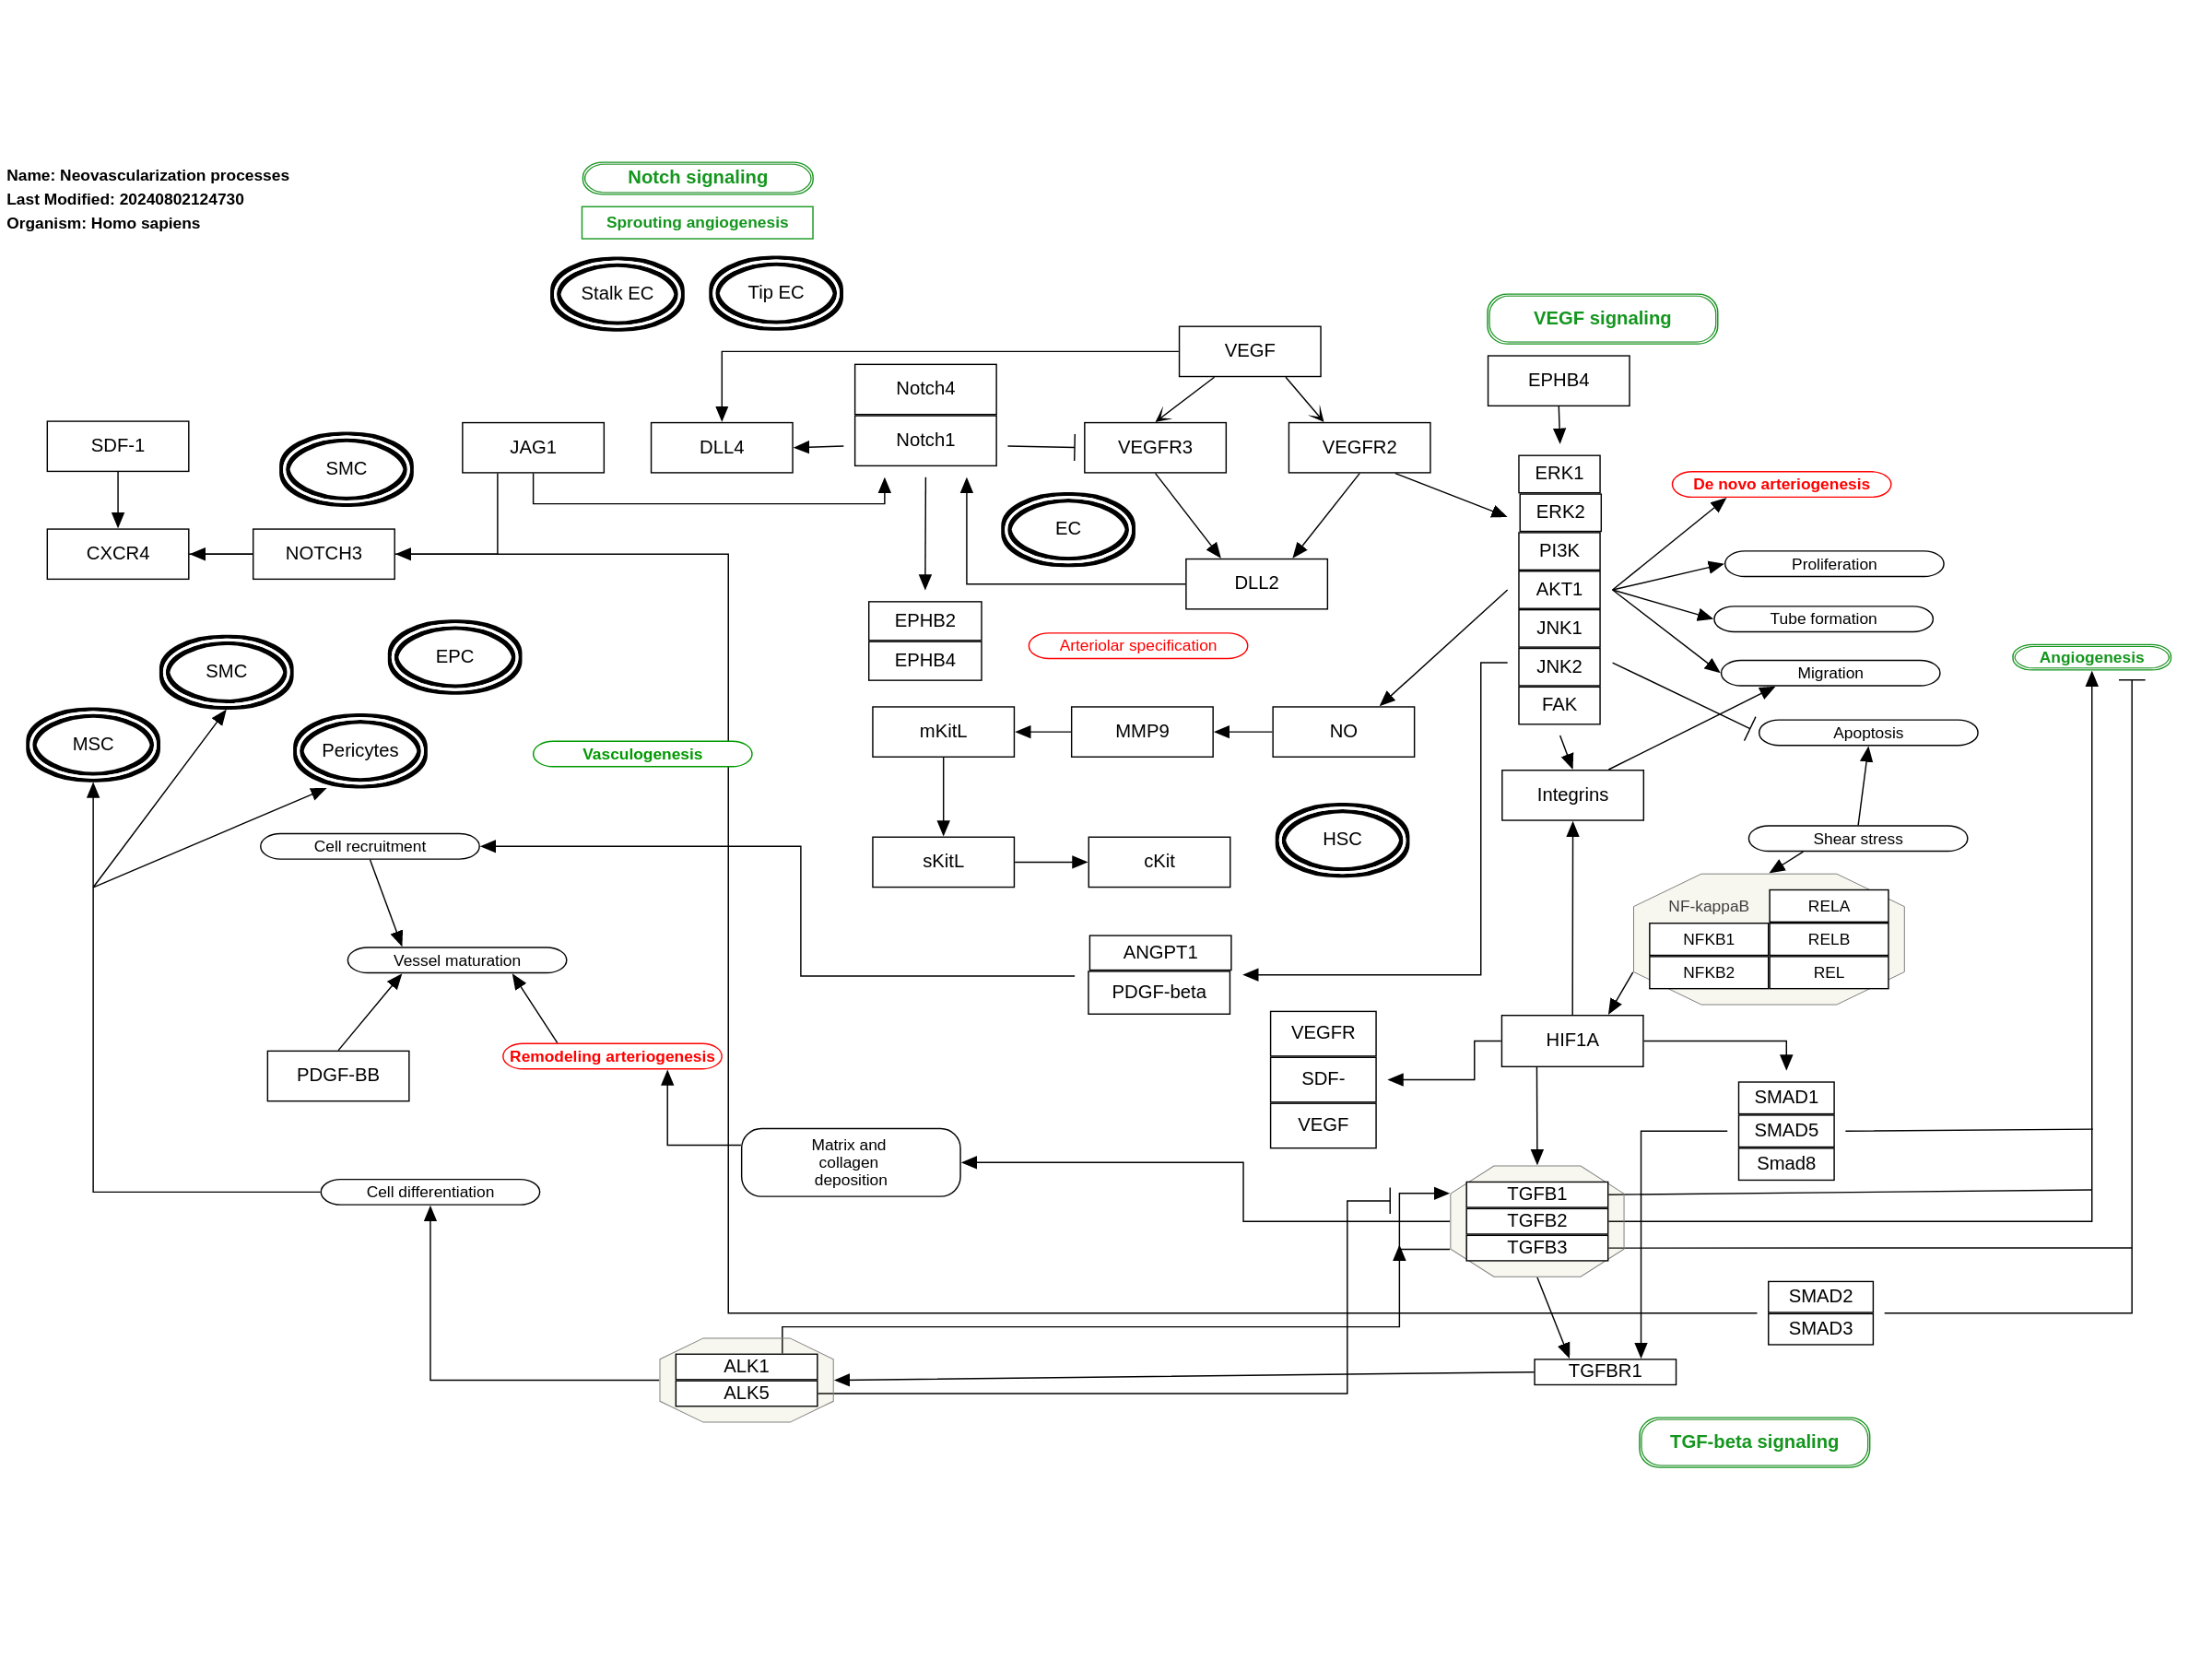 Name: Neovascularization processes
Last Modified: 20240802124730
Organism: Homo sapiens
Notch signaling
Sprouting angiogenesis
Stalk EC
Tip EC
VEGF signaling
VEGF
EPHB4
Notch4
Notch1
SDF-1
SMC
JAG1
DLL4
VEGFR3
VEGFR2
ERK1
ERK2
PI3K
AKT1
JNK1
JNK2
FAK
De novo arteriogenesis
Proliferation
Tube formation
Migration
Apoptosis
Angiogenesis
CXCR4
NOTCH3
EC
DLL2
EPHB2
EPHB4
Arteriolar specification
SMC
EPC
MSC
Pericytes
Vasculogenesis
mKitL
MMP9
NO
Integrins
Shear stress
Cell recruitment
sKitL
cKit
HSC
NF-kappaB
RELA
NFKB1
RELB
NFKB2
REL
Vessel maturation
ANGPT1
PDGF-beta
PDGF-BB
Remodeling arteriogenesis
VEGFR
SDF-
VEGF
HIF1A
SMAD1
SMAD5
Smad8
Matrix and
collagen
deposition
Cell differentiation
TGFB1
TGFB2
TGFB3
SMAD2
SMAD3
ALK1
ALK5
TGFBR1
TGF-beta signaling